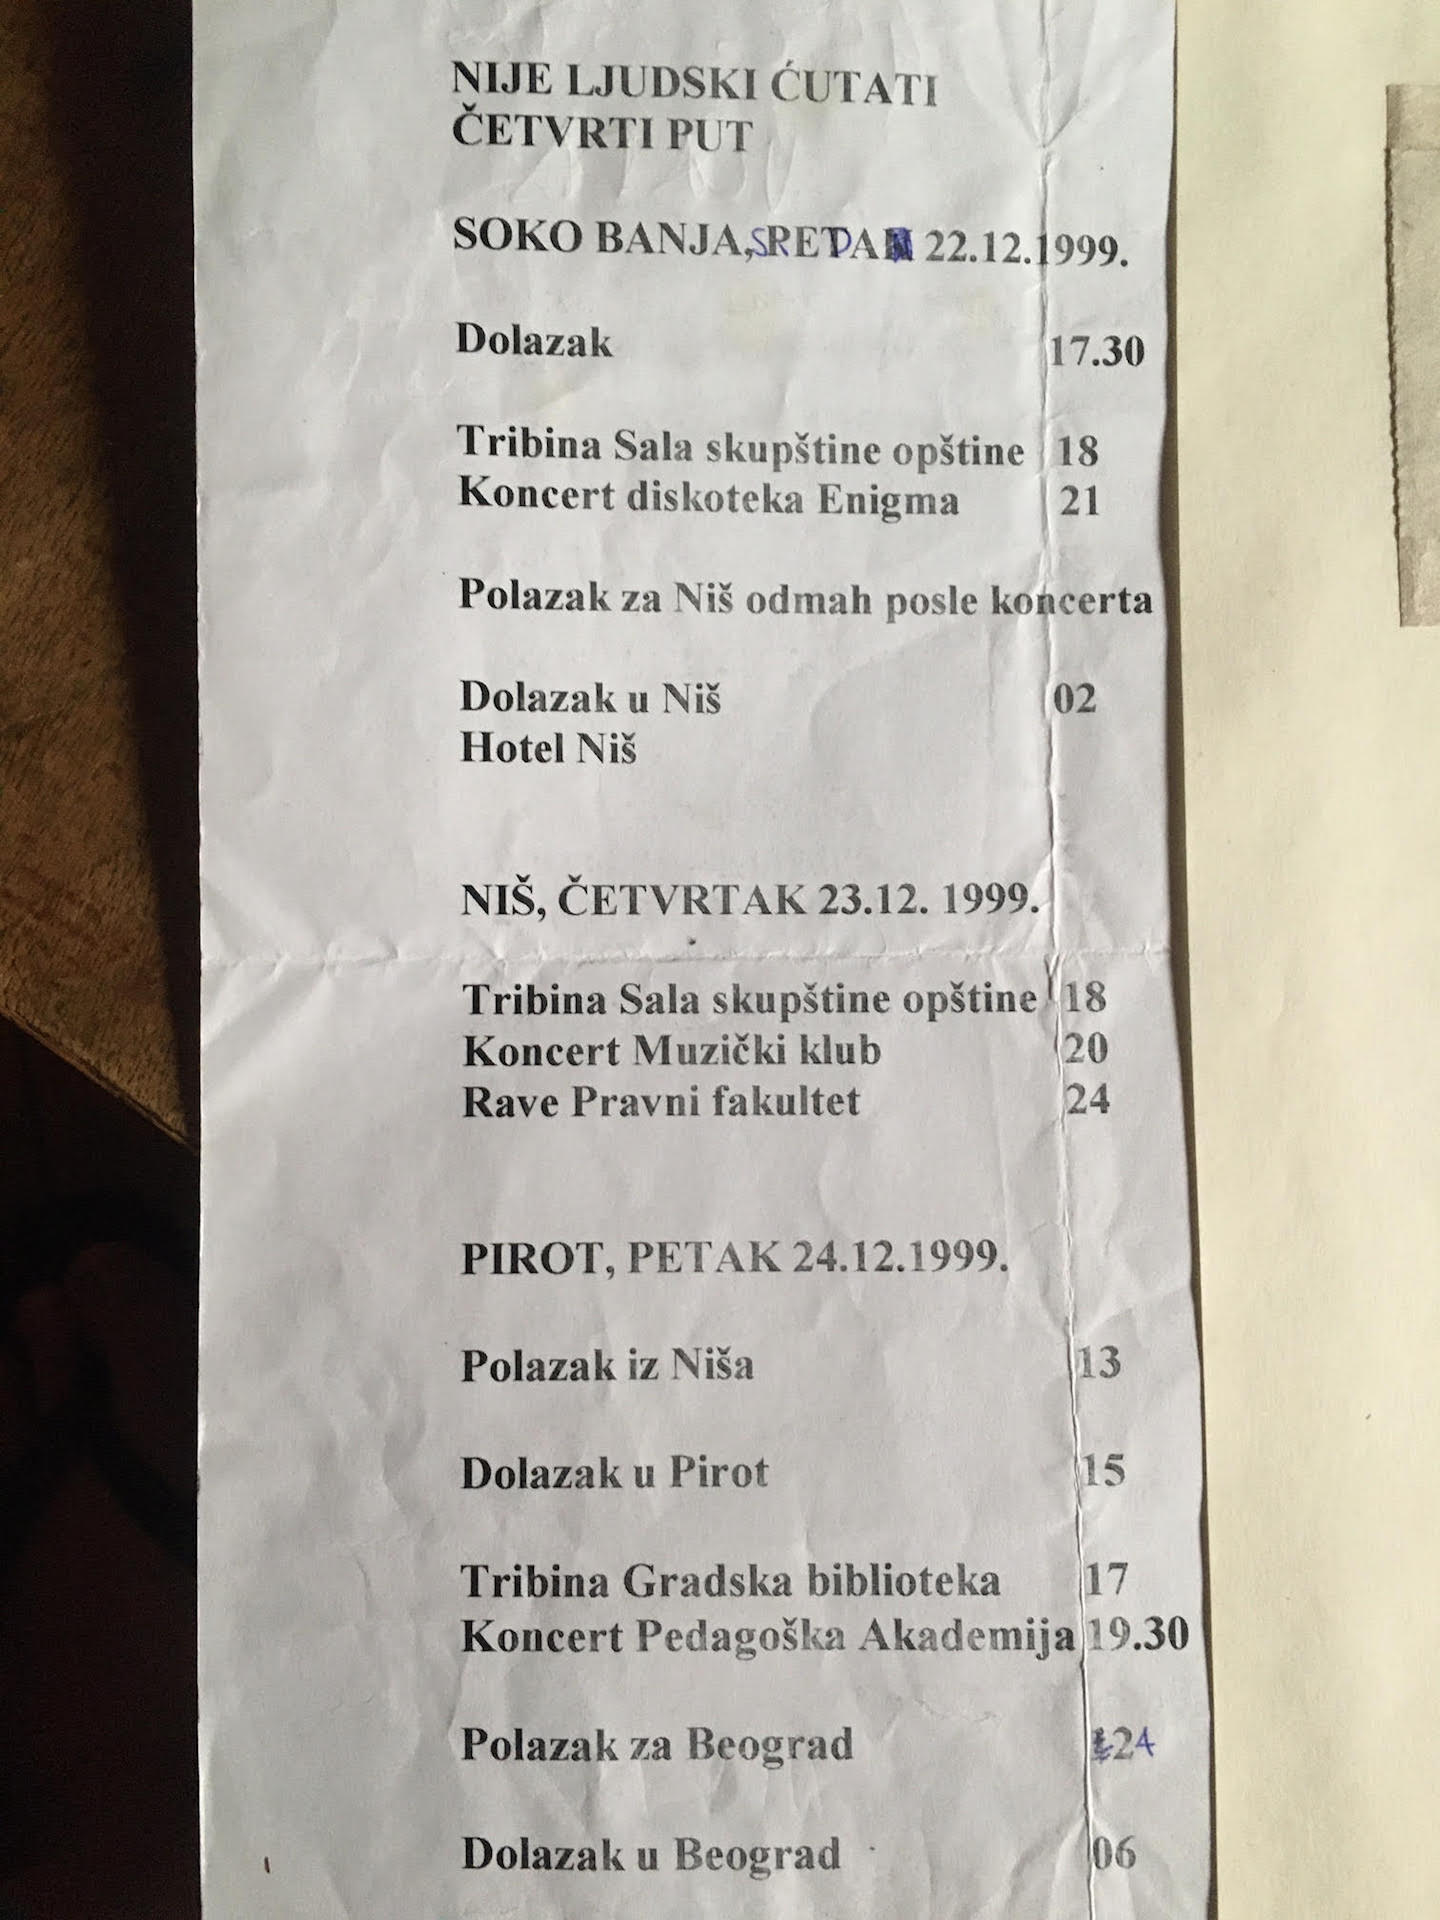 NIJE LJUDSKI ĆUTATI
ČETVRTI PUT
SOKO BANJA, SREDA 22.12.1999.
Dolazak 17.30
Tribina Sala skupštine opštine 18
Koncert diskoteka Enigma 21
Polazak za Niš odmah posle koncerta
Dolazak u Niš 02
Hotel Niš
NIŠ, ČETVRTAK 23.12. 1999.
Tribina Sala skupštine opštine 18
Koncert Muzički klub 20
Rave Pravni fakultet 24
PIROT, PETAK 24.12.1999.
Polazak iz Niša 13
Dolazak u Pirot 15
Tribina Gradska biblioteka 17
Koncert Pedagoška Akademija 19.30
Polazak za Beograd 24
Dolazak u Beograd 06